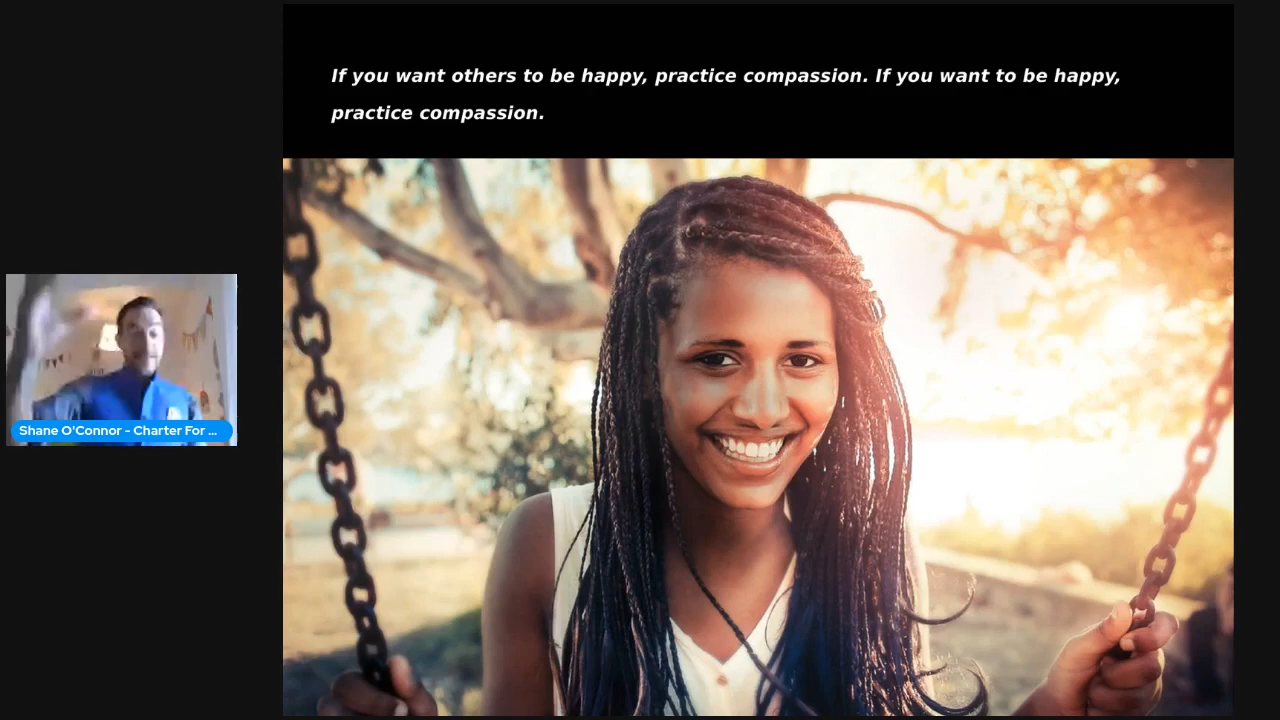 If you want others to be happy, practice compassion. If you want to be happy,
practice compassion.
Shane O'Connor - Charter For ...